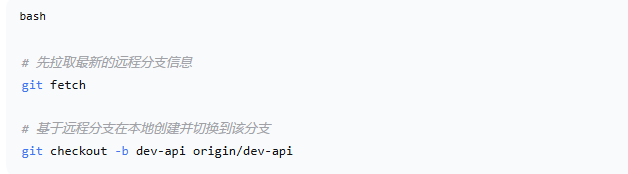 bash
# 先拉取最新的远程分支信息
git fetch
# 基于远程分支在本地创建并切换到该分支
git checkout -b dev-api origin/dev-api